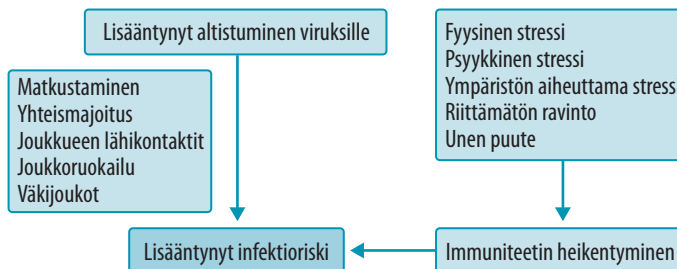 Lisääntynyt altistuminen viruksille
Matkustaminen
Yhteismajoitus
Joukkueen lähikontaktit
Joukkoruokailu
Väkijoukot
Fyysinen stressi
Psyykkinen stressi
Ympäristön aiheuttama stressi
Riittämätön ravinto
Unen puute
Lisääntynyt infektioriski
Immuniteetin heikentyminen